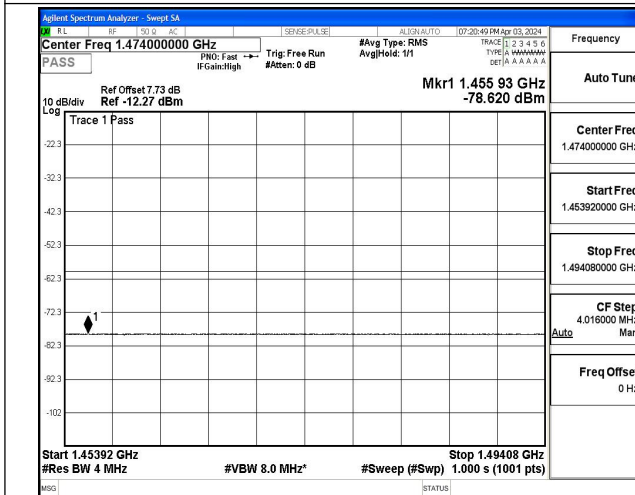 Agilent Spectrum Analyzer - Swept SA
RL RF 50 Ω AC SENSE:PULSE ALIGN AUTO 07:20:49 PM Apr 03, 2024
Center Freq 1.474000000 GHz
PASS
PNO: Fast
IFGain:High
Trig: Free Run
#Atten: 0 dB
#Avg Type: RMS
Avg|Hold: 1/1
TRACE 1 2 3 4 5 6
TYPE A WWWWW
DET A A A A A A
Mkr1 1.455 93 GHz
-78.620 dBm
Ref Offset 7.73 dB
Ref -12.27 dBm
10 dB/div
Log
Trace 1 Pass
-22.3
-32.3
-42.3
-52.3
-62.3
-72.3
1
-82.3
-92.3
-102
Start 1.45392 GHz
Stop 1.49408 GHz
#Res BW 4 MHz
#VBW 8.0 MHz*
#Sweep (#Swp) 1.000 s (1001 pts)
MSG STATUS
Frequency
Auto Tune
Center Freq
1.474000000 GHz
Start Freq
1.453920000 GHz
Stop Freq
1.494080000 GHz
CF Step
4.016000 MHz
Auto Man
Freq Offset
0 Hz